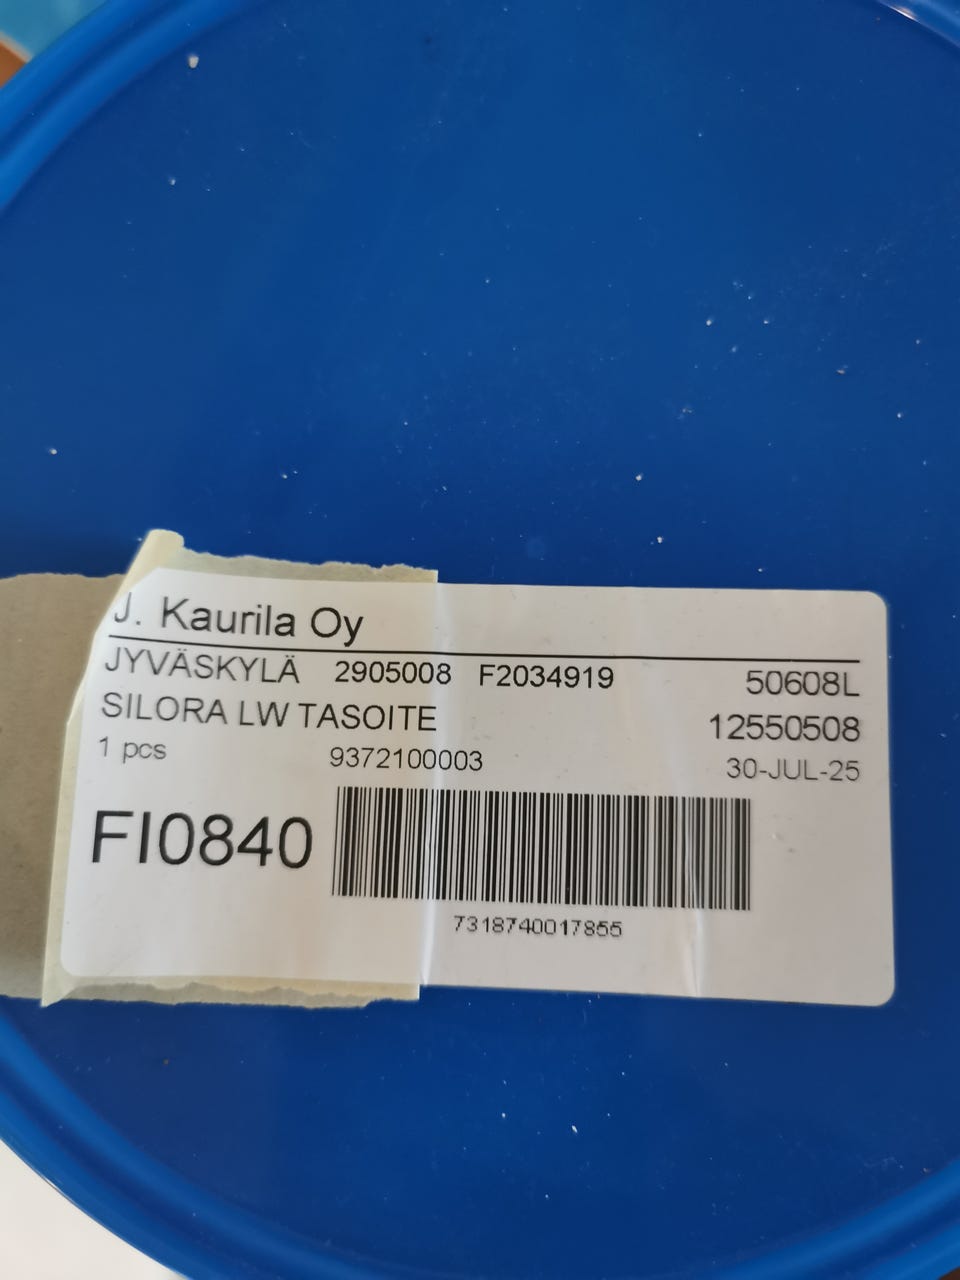 J. Kaurila Oy
JYVÄSKYLÄ 2905008 F2034919 50608L
SILORA LW TASOITE 12550508
1 pcs 9372100003 30-JUL-25
FI0840
7318740017855